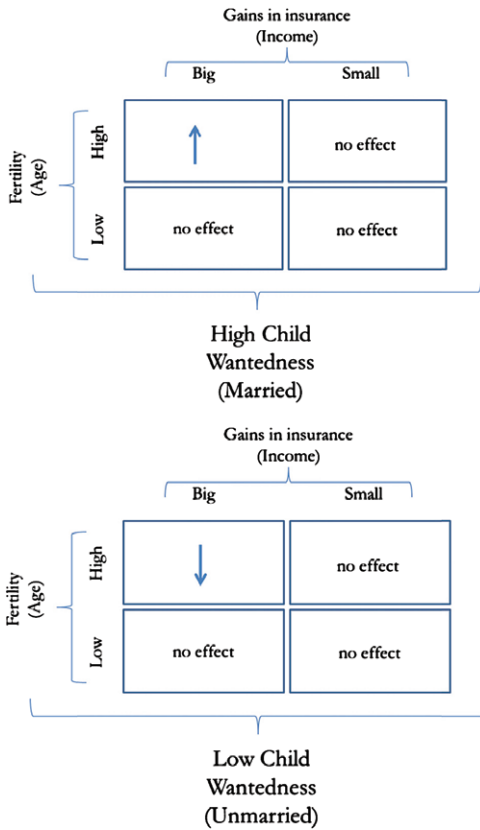 Gains in insurance
(Income)
Big Small
Fertility
(Age)
High
no effect
Low
no effect no effect
High Child
Wantedness
(Married)
Gains in insurance
(Income)
Big Small
Fertility
(Age)
High
no effect
Low
no effect no effect
Low Child
Wantedness
(Unmarried)